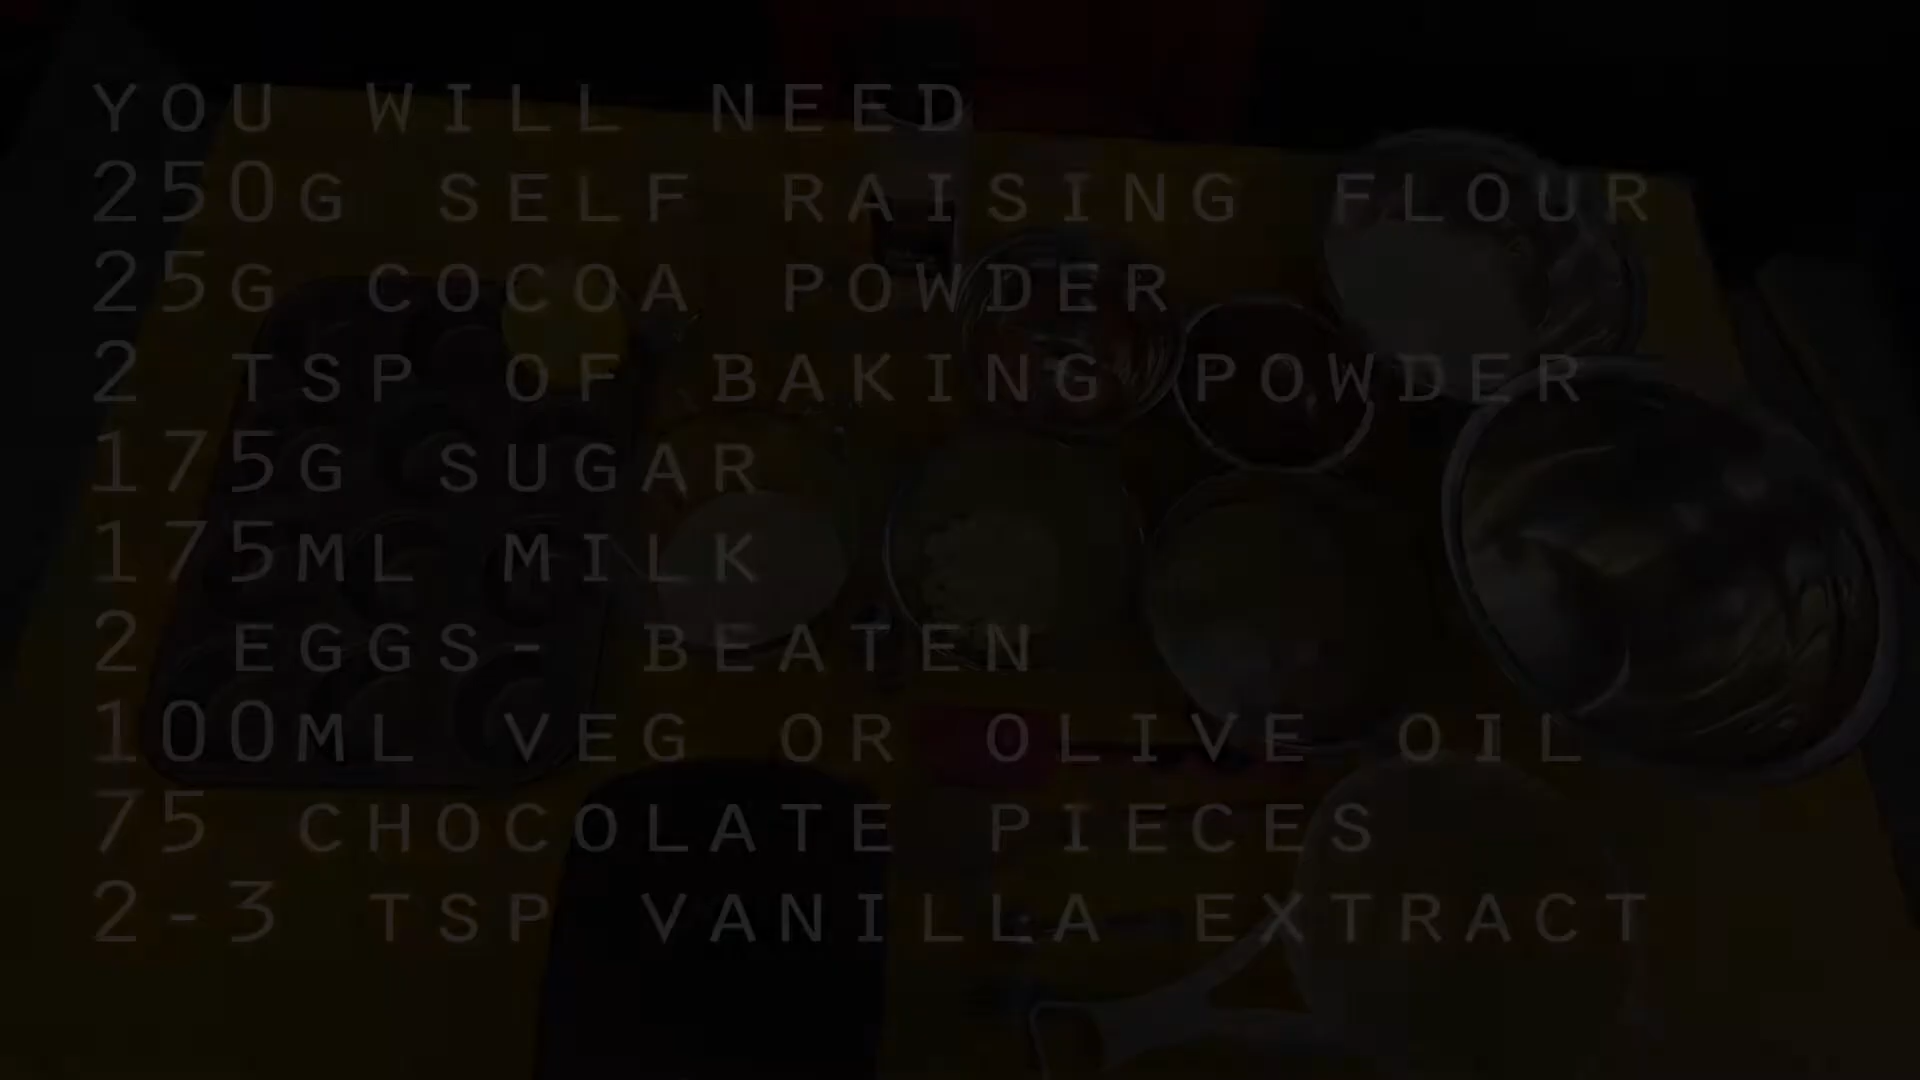 YOU WILL NEED
250G SELF RAISING FLOUR
25G COCOA POWDER
2 TSP OF BAKING POWDER
175G SUGAR
175ML MILK
2 EGGS- BEATEN
100ML VEG OR OLIVE OIL
75 CHOCOLATE PIECES
2-3 TSP VANILLA EXTRACT